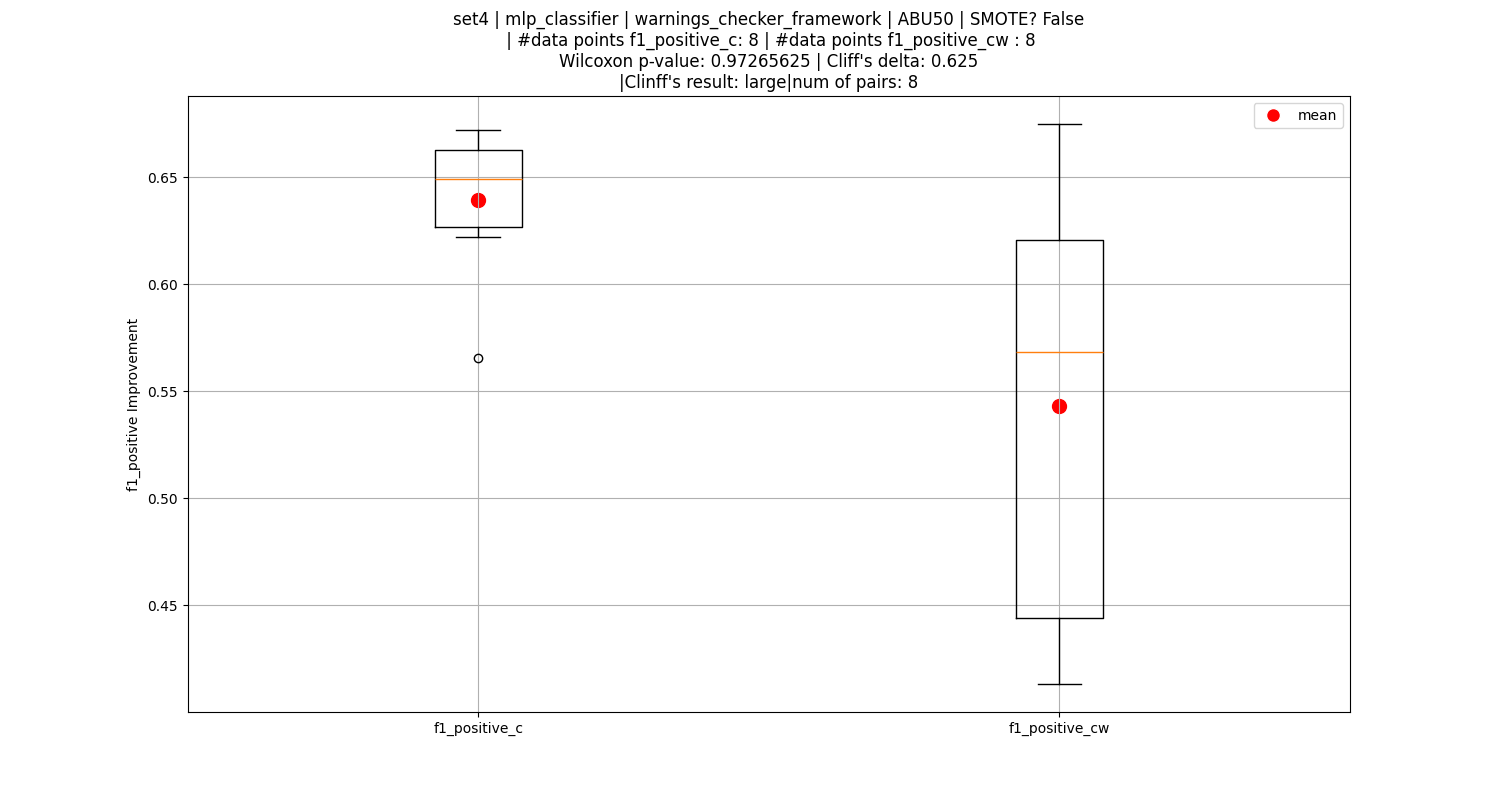 set4 | mlp_classifier | warnings_checker_framework | ABU50 | SMOTE? False
| #data points f1_positive_c: 8 | #data points f1_positive_cw : 8
Wilcoxon p-value: 0.97265625 | Cliff's delta: 0.625
|Clinff's result: large|num of pairs: 8
mean
0.65
0.60
0.55
0.50
0.45
f1_positive Improvement
f1_positive_c
f1_positive_cw